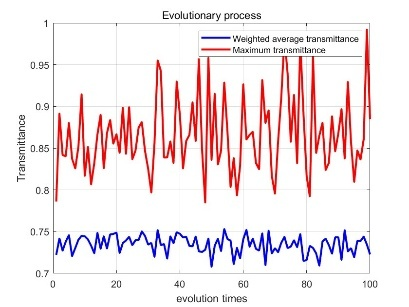 Evolutionary process
Weighted average transmittance
Maximum transmittance
Transmittance
1
0.95
0.9
0.85
0.8
0.75
0.7
0 20 40 60 80 100
evolution times